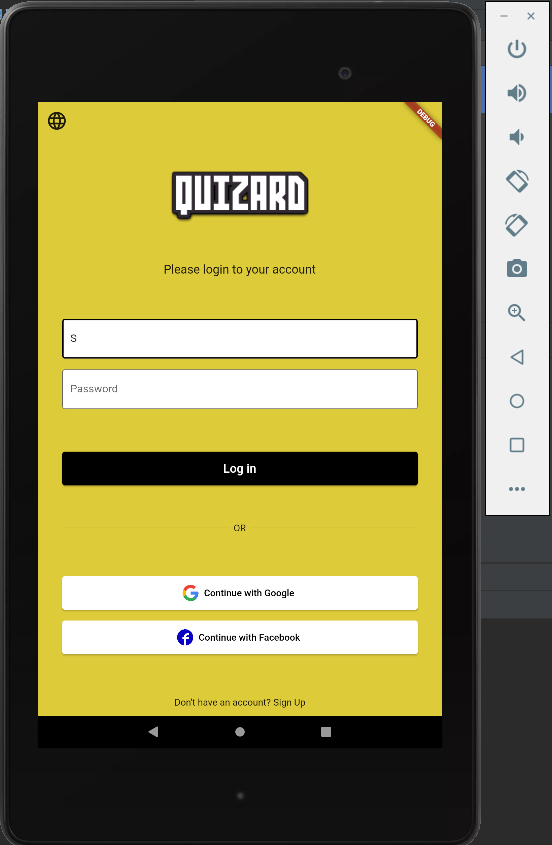 DEBUG
QUIZARD
Please login to your account
S
Password
Log in
OR
Continue with Google
Continue with Facebook
Don't have an account? Sign Up